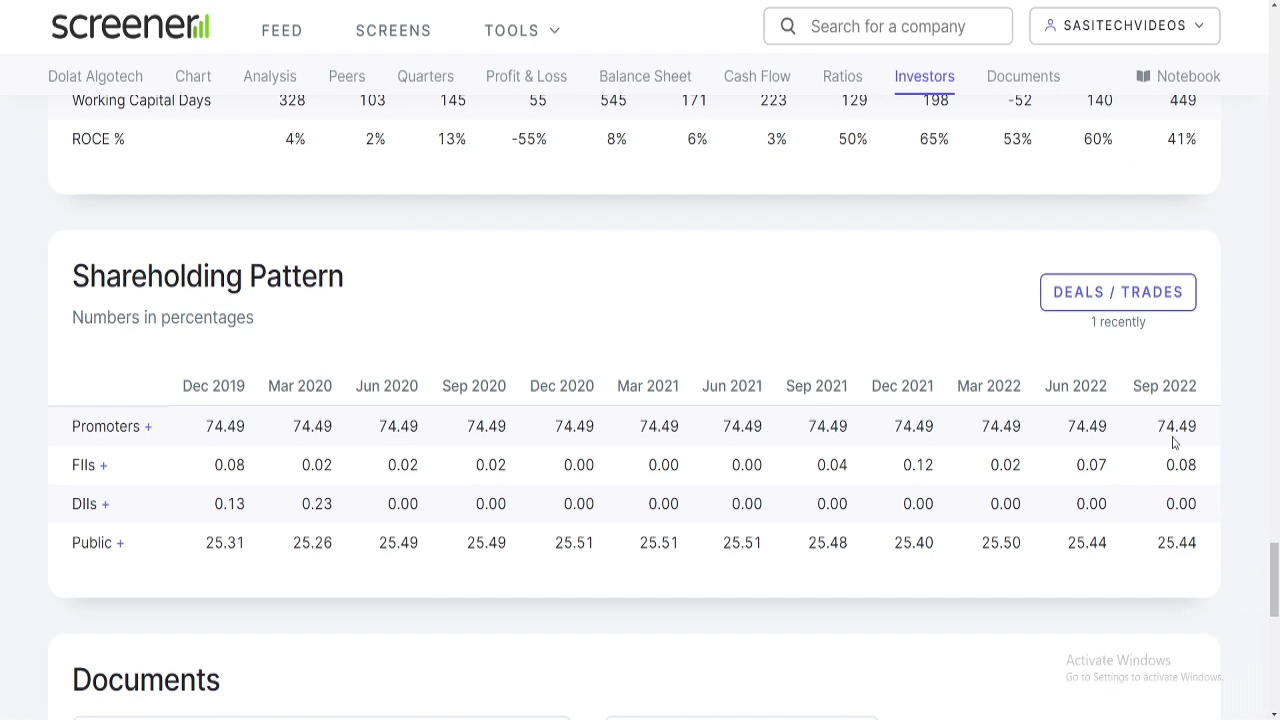 screener FEED SCREENS TOOLS Search for a company SASITECHVIDEOS
Dolat Algotech Chart Analysis Peers Quarters Profit & Loss Balance Sheet Cash Flow Ratios Investors Documents Notebook
Working Capital Days 328 103 145 55 545 171 223 129 198 -52 140 449
ROCE % 4% 2% 13% -55% 8% 6% 3% 50% 65% 53% 60% 41%
Shareholding Pattern
DEALS / TRADES
Numbers in percentages
1 recently
Dec 2019 Mar 2020 Jun 2020 Sep 2020 Dec 2020 Mar 2021 Jun 2021 Sep 2021 Dec 2021 Mar 2022 Jun 2022 Sep 2022
Promoters + 74.49 74.49 74.49 74.49 74.49 74.49 74.49 74.49 74.49 74.49 74.49 74.49
FIIs + 0.08 0.02 0.02 0.02 0.00 0.00 0.00 0.04 0.12 0.02 0.07 0.08
DIIs + 0.13 0.23 0.00 0.00 0.00 0.00 0.00 0.00 0.00 0.00 0.00 0.00
Public + 25.31 25.26 25.49 25.49 25.51 25.51 25.51 25.48 25.40 25.50 25.44 25.44
Activate Windows
Go to Settings to activate Windows.
Documents